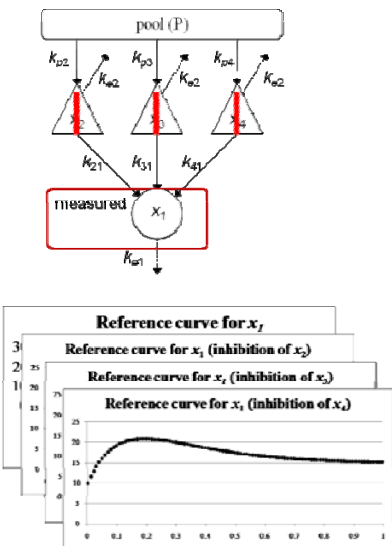 pool (P)
kp2 kp3 kp4
ke2 ke2 ke2
x2 x3 x4
k21 k31 k41
measured x1
ke1
Reference curve for x1
Reference curve for x1 (inhibition of x2)
Reference curve for x1 (inhibition of x3)
Reference curve for x1 (inhibition of x4)
25
20
15
10
5
0
0 0.1 0.2 0.3 0.4 0.5 0.6 0.7 0.8 0.9 1